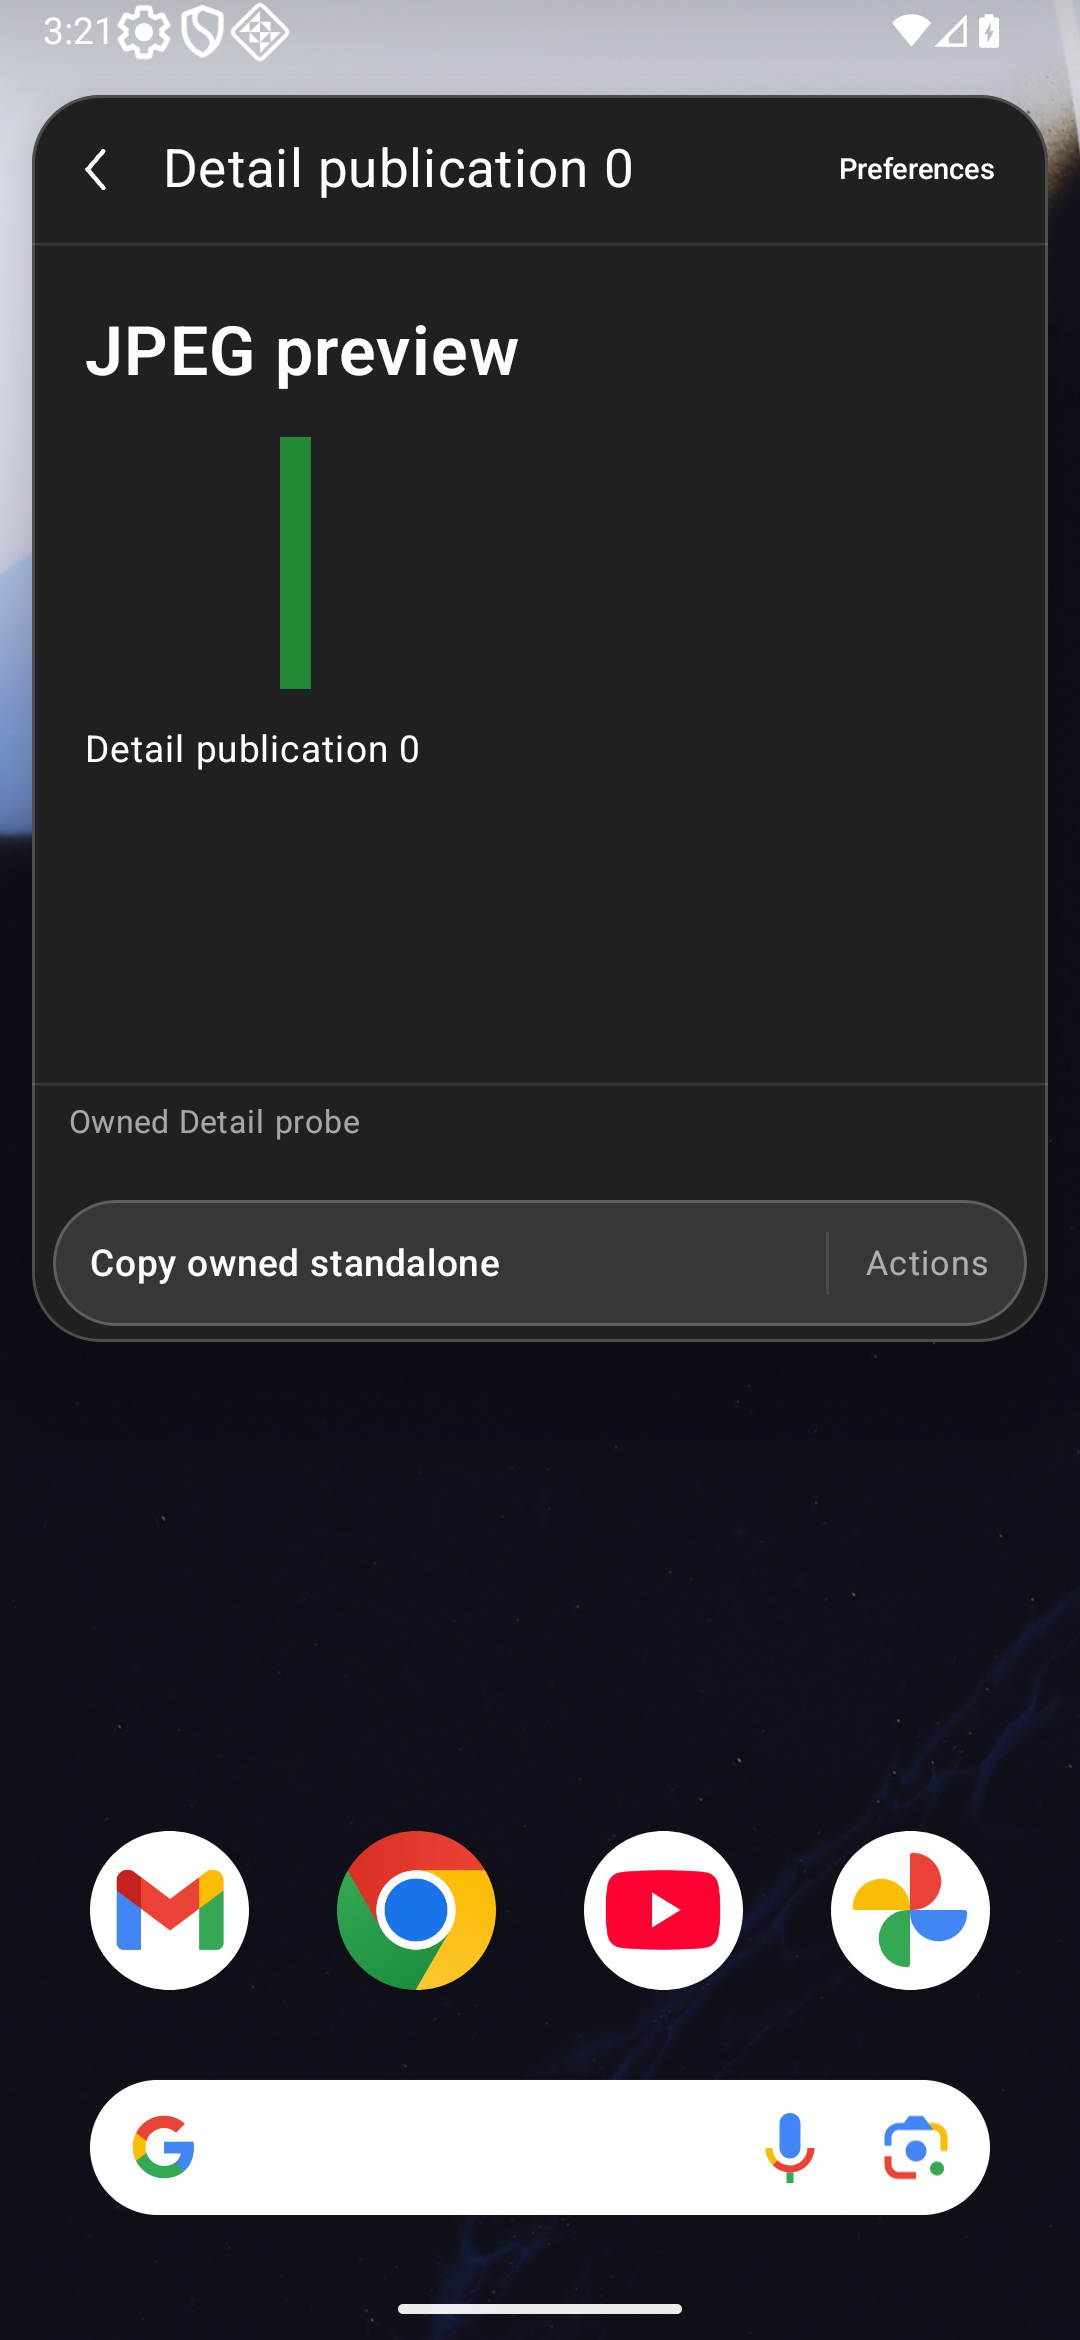 3:21
Detail publication 0
Preferences
JPEG preview
Detail publication 0
Owned Detail probe
Copy owned standalone
Actions